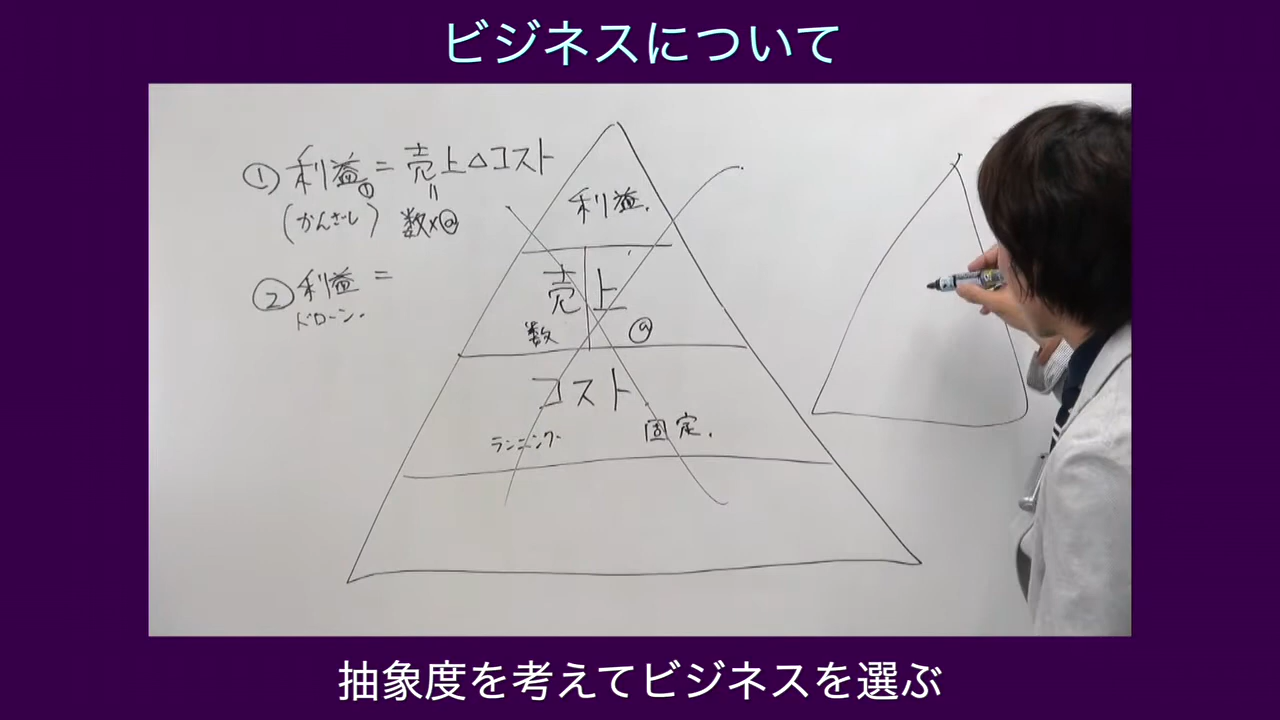 ビジネスについて
① 利益 = 売上△コスト
①
=
(かんざし) 数×@
② 利益 =
ドローン.
利益.
売上
数 @
コスト
ランニング 固定.
抽象度を考えてビジネスを選ぶ